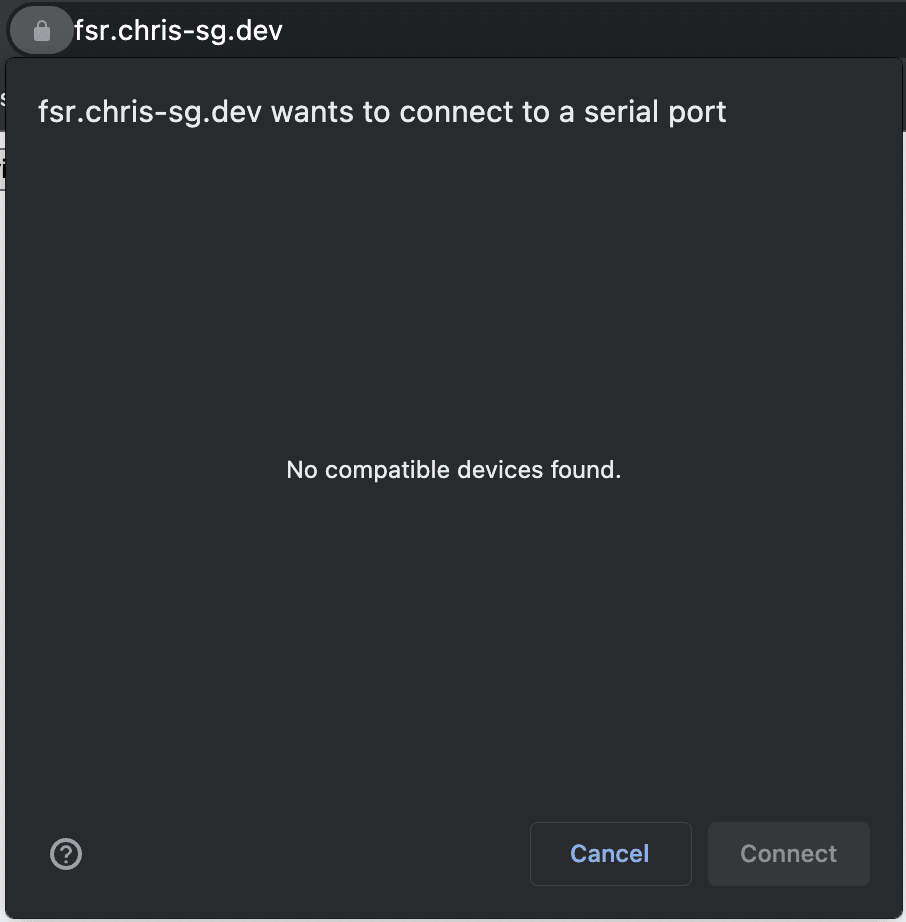 fsr.chris-sg.dev
fsr.chris-sg.dev wants to connect to a serial port
No compatible devices found.
Cancel
Connect